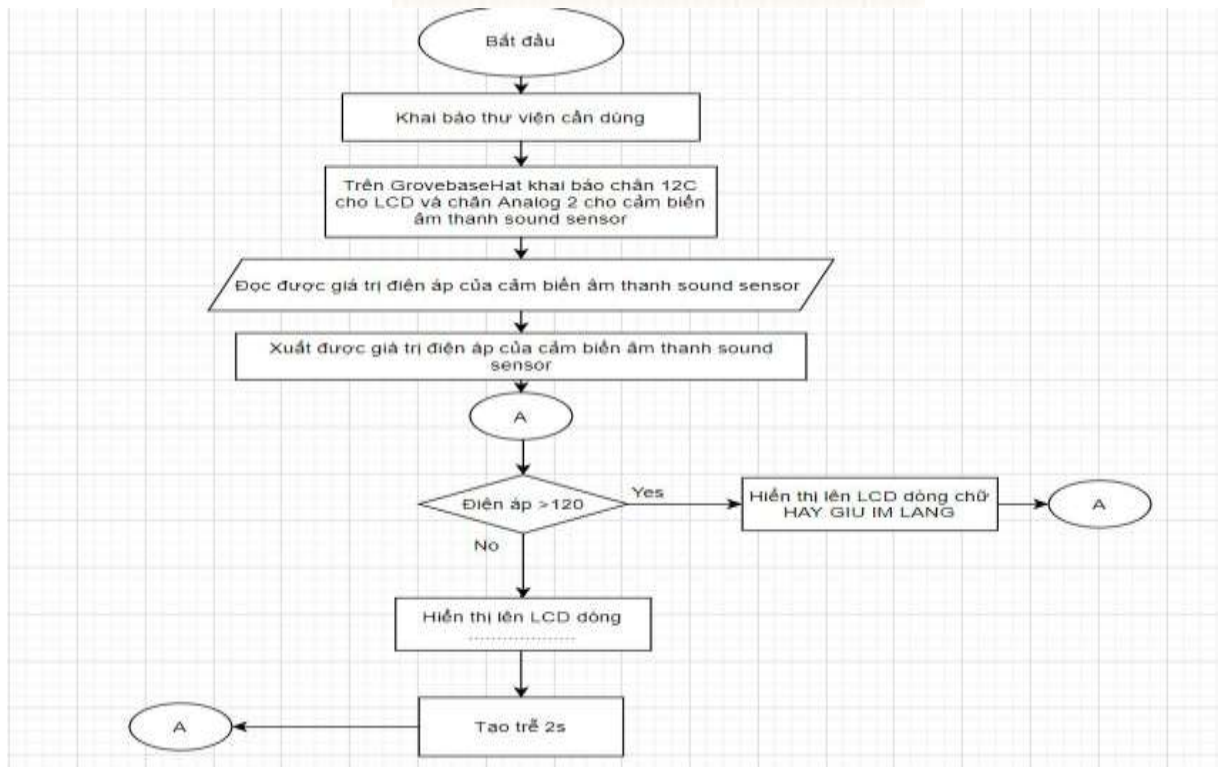 Bắt đầu
Khai báo thư viện cần dùng
Trên GrovebaseHat khai báo chân 12C
cho LCD và chân Analog 2 cho cảm biến
âm thanh sound sensor
Đọc được giá trị điện áp của cảm biến âm thanh sound sensor
Xuất được giá trị điện áp của cảm biến âm thanh sound
sensor
A
Điện áp >120
Yes
Hiển thị lên LCD dòng chữ
HAY GIU IM LANG
A
No
Hiển thị lên LCD dòng
...................
Tạo trễ 2s
A